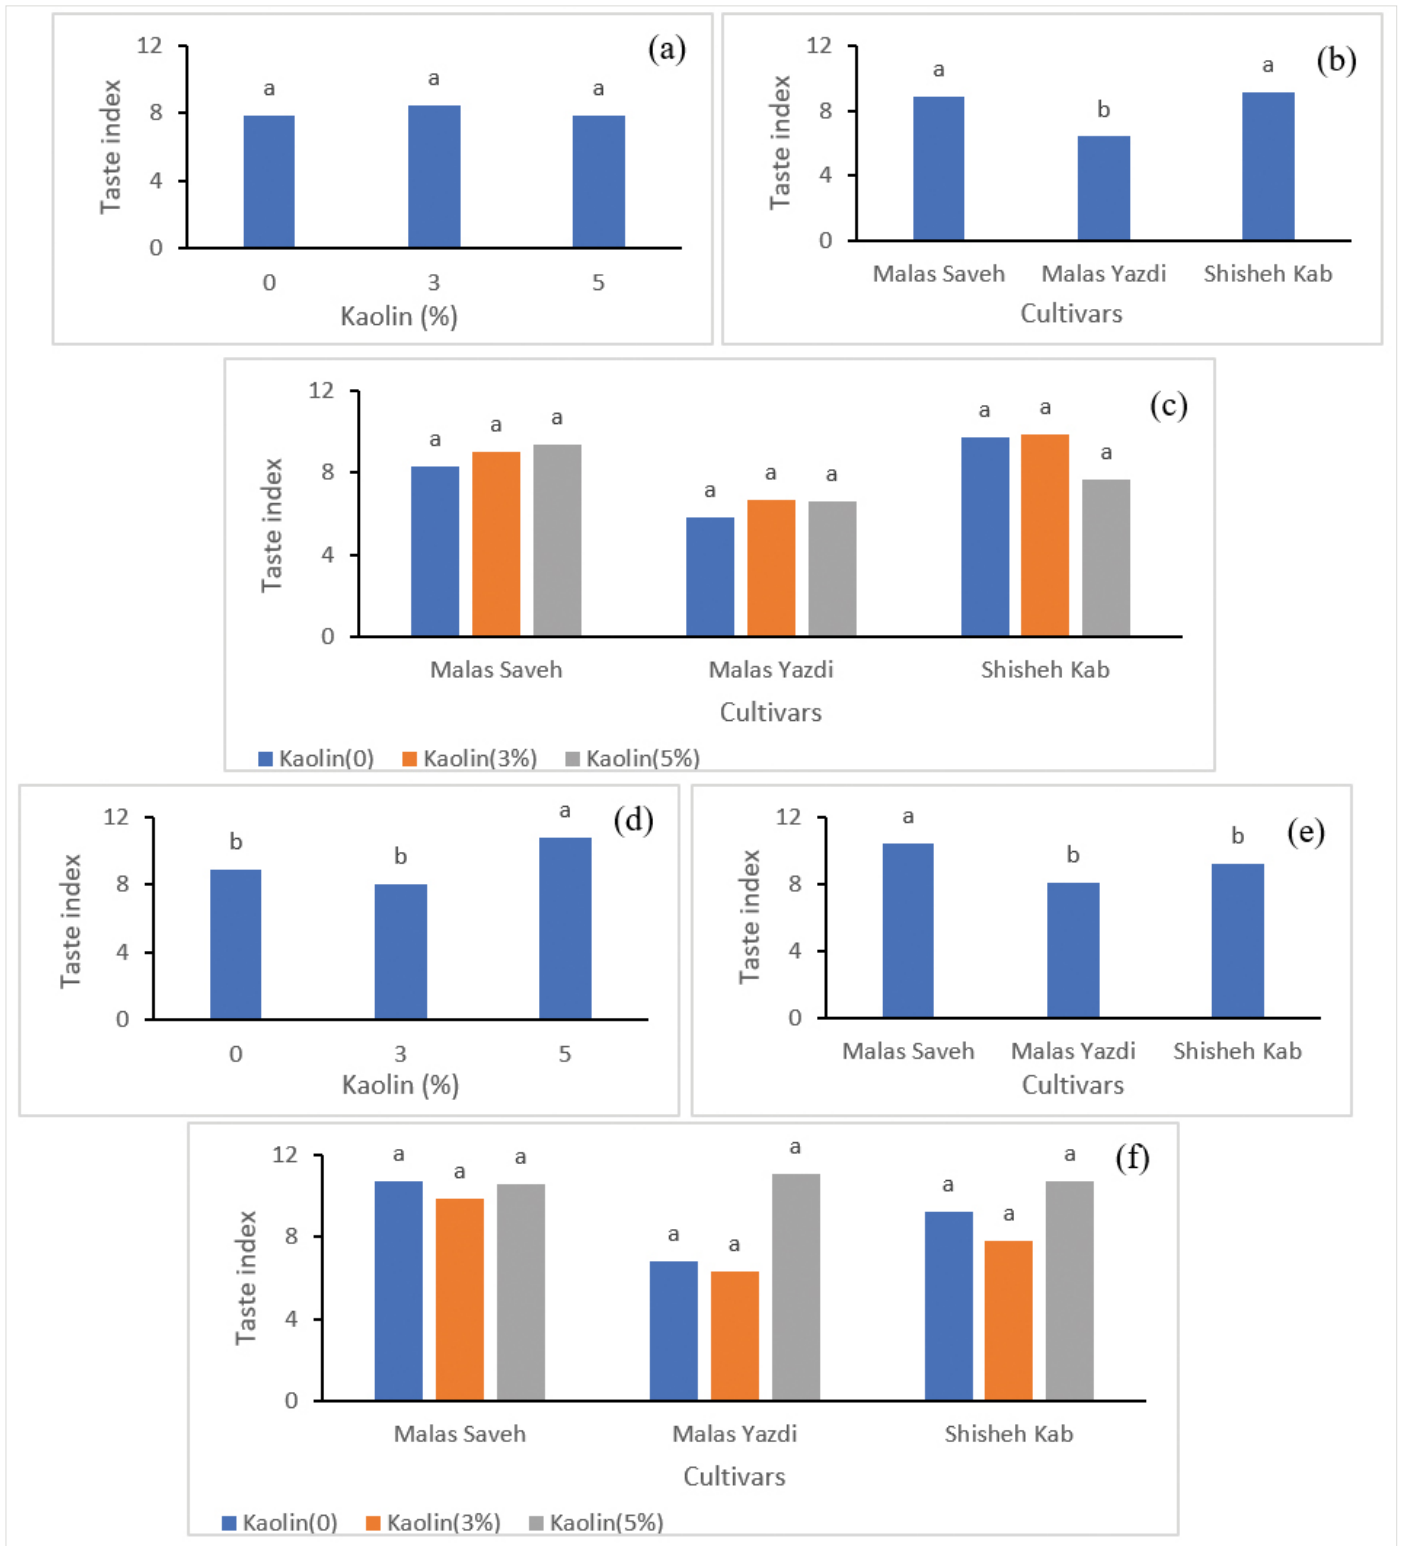 (a)
Taste index
12
8
4
0
a a a
0 3 5
Kaolin (%)
(b)
Taste index
12
8
4
0
a b a
Malas Saveh Malas Yazdi Shisheh Kab
Cultivars
(c)
Taste index
12
8
4
0
a a a a a a a a a
Malas Saveh Malas Yazdi Shisheh Kab
Cultivars
Kaolin(0) Kaolin(3%) Kaolin(5%)
(d)
Taste index
12
8
4
0
b b a
0 3 5
Kaolin (%)
(e)
Taste index
12
8
4
0
a b b
Malas Saveh Malas Yazdi Shisheh Kab
Cultivars
(f)
Taste index
12
8
4
0
a a a a a a a a a
Malas Saveh Malas Yazdi Shisheh Kab
Cultivars
Kaolin(0) Kaolin(3%) Kaolin(5%)